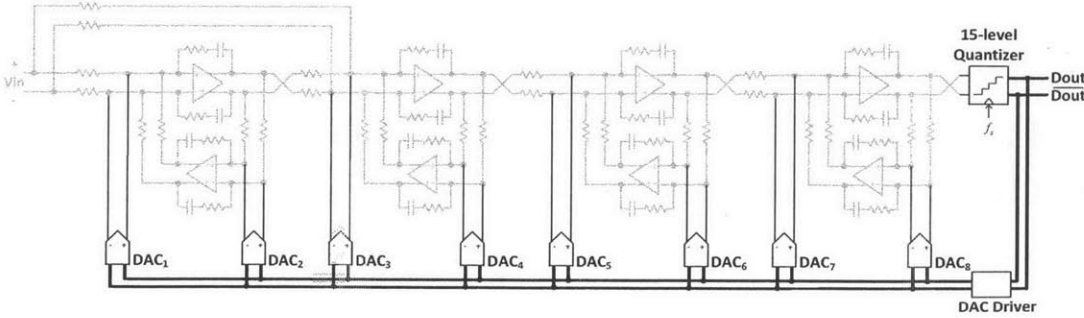 15-level
Quantizer
Vin
+
-
Dout
Dout
fs
DAC1
DAC2
DAC3
DAC4
DAC5
DAC6
DAC7
DAC8
DAC Driver